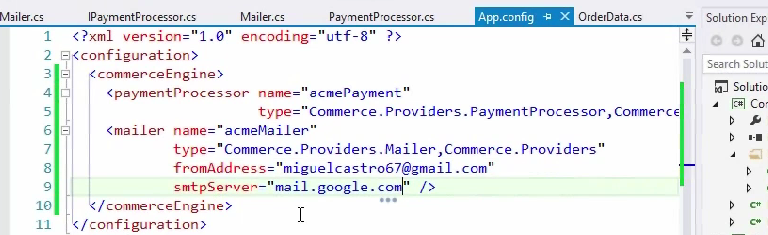 Mailer.cs IPaymentProcessor.cs Mailer.cs PaymentProcessor.cs App.config OrderData.cs Solution Exp
1 <?xml version="1.0" encoding="utf-8" ?>
2 <configuration>
3 <commerceEngine>
4 <paymentProcessor name="acmePayment"
5 type="Commerce.Providers.PaymentProcessor,Commerce
6 <mailer name="acmeMailer"
7 type="Commerce.Providers.Mailer,Commerce.Providers"
8 fromAddress="miguelcastro67@gmail.com"
9 smtpServer="mail.google.com" />
10 </commerceEngine>
11 </configuration>
Search Soluti
Solutio
Con
C#
C#